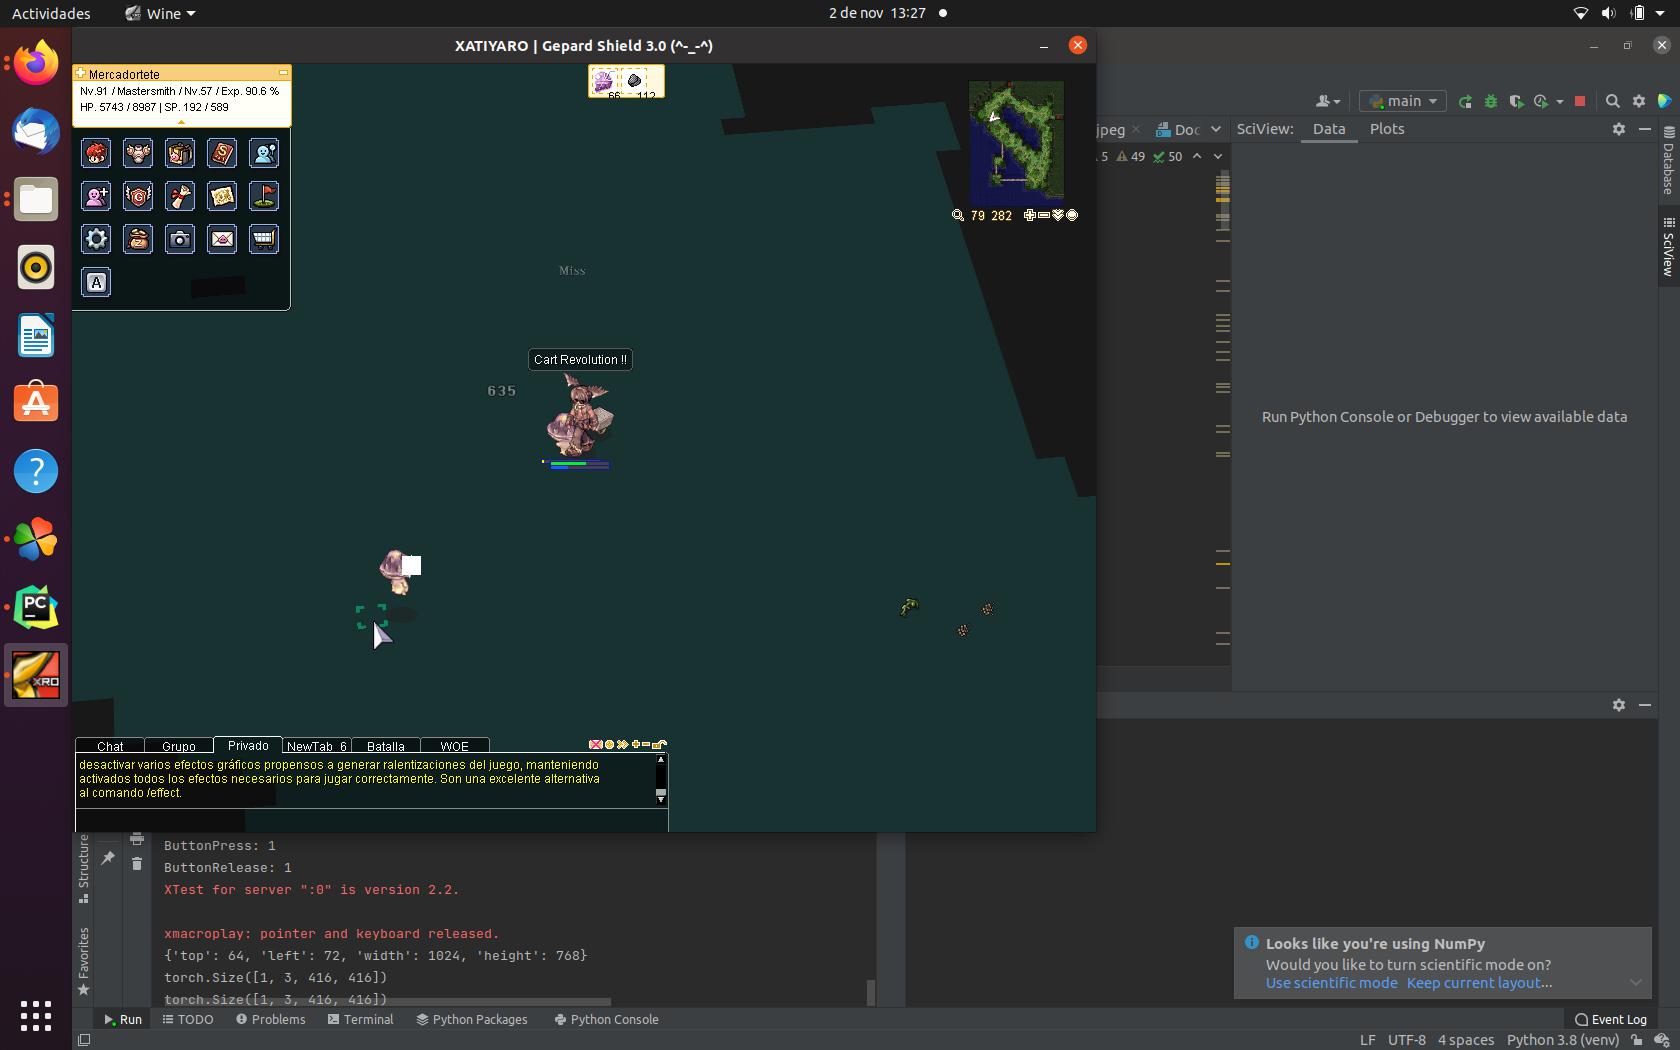 Actividades
Wine
2 de nov 13:27
XATIYARO | Gepard Shield 3.0 (^-_-^)
Mercadortete
Nv.91 / Mastersmith / Nv.57 / Exp. 90.6 %
HP. 5743 / 8987 | SP. 192 / 589
66
112
S
G
A
79 282
Miss
Cart Revolution !!
635
Chat
Grupo
Privado
NewTab 6
Batalla
WOE
desactivar varios efectos gráficos propensos a generar ralentizaciones del juego, manteniendo
activados todos los efectos necesarios para jugar correctamente. Son una excelente alternativa
al comando /effect.
PC
XRO
main
jpeg
Doc
5
49
50
SciView:
Data
Plots
Run Python Console or Debugger to view available data
Database
SciView
Structure
Favorites
ButtonPress: 1
ButtonRelease: 1
XTest for server ":0" is version 2.2.
xmacroplay: pointer and keyboard released.
{'top': 64, 'left': 72, 'width': 1024, 'height': 768}
torch.Size([1, 3, 416, 416])
torch.Size([1, 3, 416, 416])
Looks like you're using NumPy
Would you like to turn scientific mode on?
Use scientific mode Keep current layout...
Run
TODO
Problems
Terminal
Python Packages
Python Console
Event Log
LF
UTF-8
4 spaces
Python 3.8 (venv)